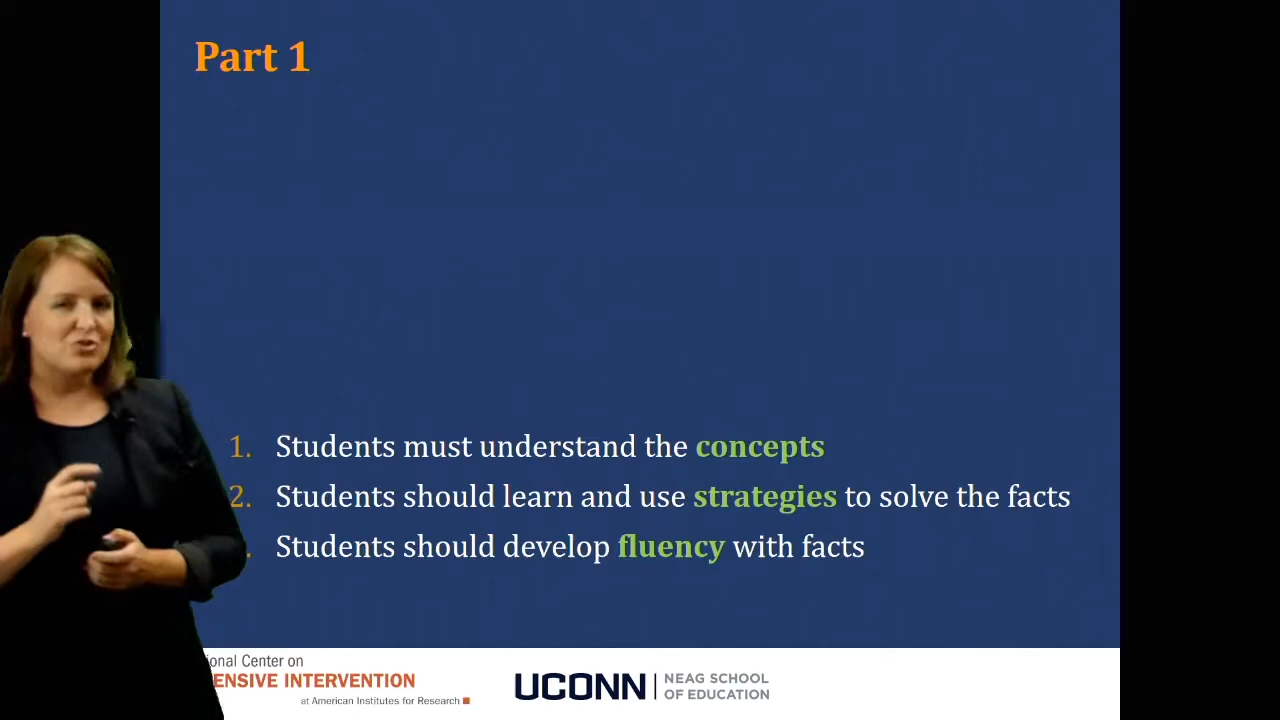 Part 1
1. Students must understand the concepts
2. Students should learn and use strategies to solve the facts
. Students should develop fluency with facts
Center on
INTERVENTION
at American Institutes for Research
UCONN | NEAG SCHOOL
OF EDUCATION